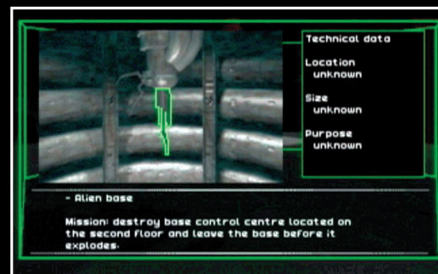 Technical data
Location
unknown
Size
unknown
Purpose
unknown
- Alien base
Mission: destroy base control centre located on
the second floor and leave the base before it
explodes.